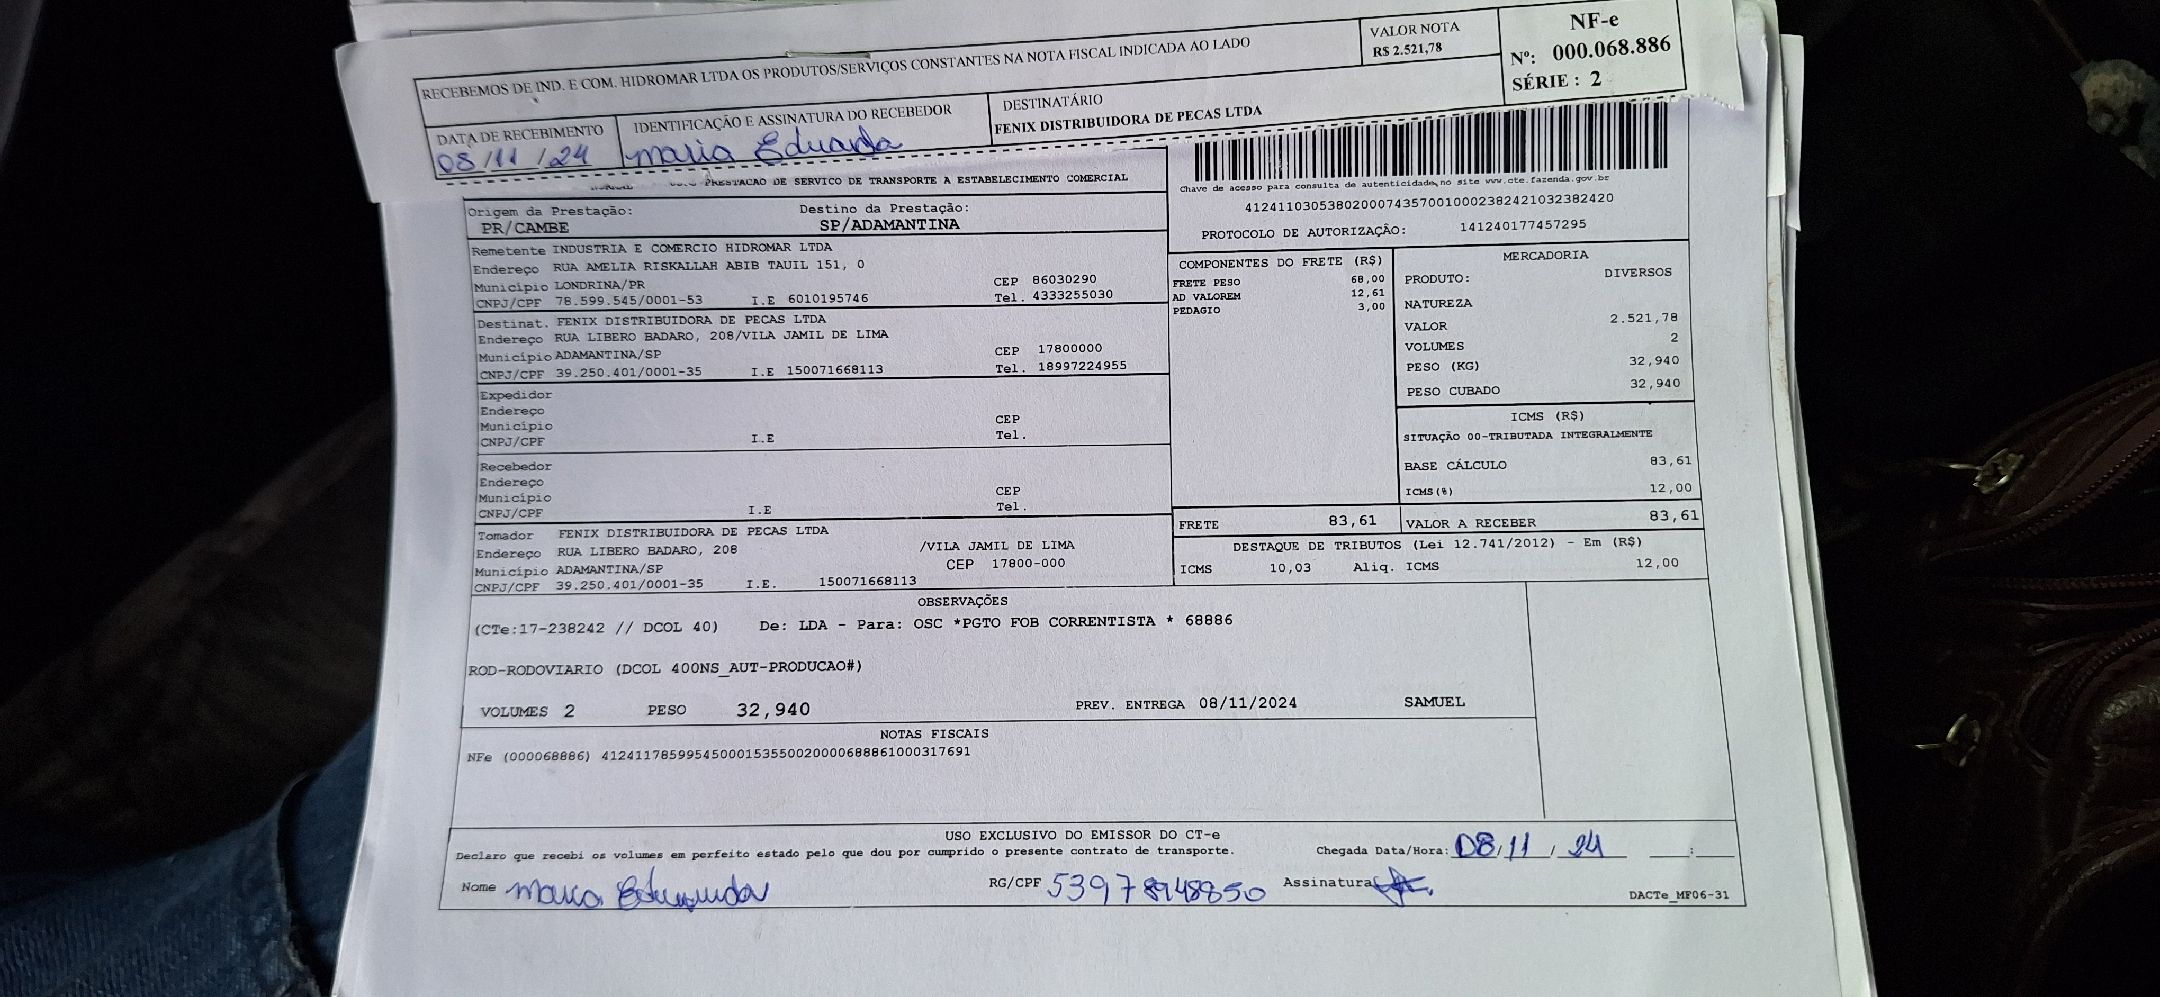 RECEBEMOS DE IND. E COM. HIDROMAR LTDA OS PRODUTOS/SERVIÇOS CONSTANTES NA NOTA FISCAL INDICADA AO LADO
VALOR NOTA
R$ 2.521,78
NF-e
Nº: 000.068.886
SÉRIE : 2
DATA DE RECEBIMENTO
08/11/24
IDENTIFICAÇÃO E ASSINATURA DO RECEBEDOR
Maria Eduarda
DESTINATÁRIO
FENIX DISTRIBUIDORA DE PECAS LTDA
PRESTACAO DE SERVICO DE TRANSPORTE A ESTABELECIMENTO COMERCIAL
Chave de acesso para consulta de autenticidade, no site www.cte.fazenda.gov.br
41241103053802000743570010002382421032382420
PROTOCOLO DE AUTORIZAÇÃO: 141240177457295
Origem da Prestação: Destino da Prestação:
PR/CAMBE SP/ADAMANTINA
Remetente INDUSTRIA E COMERCIO HIDROMAR LTDA
Endereço RUA AMELIA RISKALLAH ABIB TAUIL 151, 0
Município LONDRINA/PR CEP 86030290
CNPJ/CPF 78.599.545/0001-53 I.E 6010195746 Tel. 4333255030
Destinat. FENIX DISTRIBUIDORA DE PECAS LTDA
Endereço RUA LIBERO BADARO, 208/VILA JAMIL DE LIMA
Município ADAMANTINA/SP CEP 17800000
CNPJ/CPF 39.250.401/0001-35 I.E 150071668113 Tel. 18997224955
Expedidor
Endereço
Município CEP
CNPJ/CPF I.E Tel.
Recebedor
Endereço
Município CEP
CNPJ/CPF I.E Tel.
Tomador FENIX DISTRIBUIDORA DE PECAS LTDA
Endereço RUA LIBERO BADARO, 208 /VILA JAMIL DE LIMA
Município ADAMANTINA/SP CEP 17800-000
CNPJ/CPF 39.250.401/0001-35 I.E. 150071668113
COMPONENTES DO FRETE (R$)
FRETE PESO 68,00
AD VALOREM 12,61
PEDAGIO 3,00
MERCADORIA
PRODUTO: DIVERSOS
NATUREZA
VALOR 2.521,78
VOLUMES 2
PESO (KG) 32,940
PESO CUBADO 32,940
ICMS (R$)
SITUAÇÃO 00-TRIBUTADA INTEGRALMENTE
BASE CÁLCULO 83,61
ICMS(%) 12,00
FRETE 83,61 VALOR A RECEBER 83,61
DESTAQUE DE TRIBUTOS (Lei 12.741/2012) - Em (R$)
ICMS 10,03 Aliq. ICMS 12,00
OBSERVAÇÕES
(CTe:17-238242 // DCOL 40) De: LDA - Para: OSC *PGTO FOB CORRENTISTA * 68886
ROD-RODOVIARIO (DCOL 400NS_AUT-PRODUCAO#)
VOLUMES 2 PESO 32,940 PREV. ENTREGA 08/11/2024 SAMUEL
NOTAS FISCAIS
NFe (000068886) 41241178599545000153550020000688861000317691
USO EXCLUSIVO DO EMISSOR DO CT-e
Declaro que recebi os volumes em perfeito estado pelo que dou por cumprido o presente contrato de transporte. Chegada Data/Hora: 08/11/24 __:__
Nome Maria Eduarda RG/CPF 53978948850 Assinatura
DACTe_MF06-31